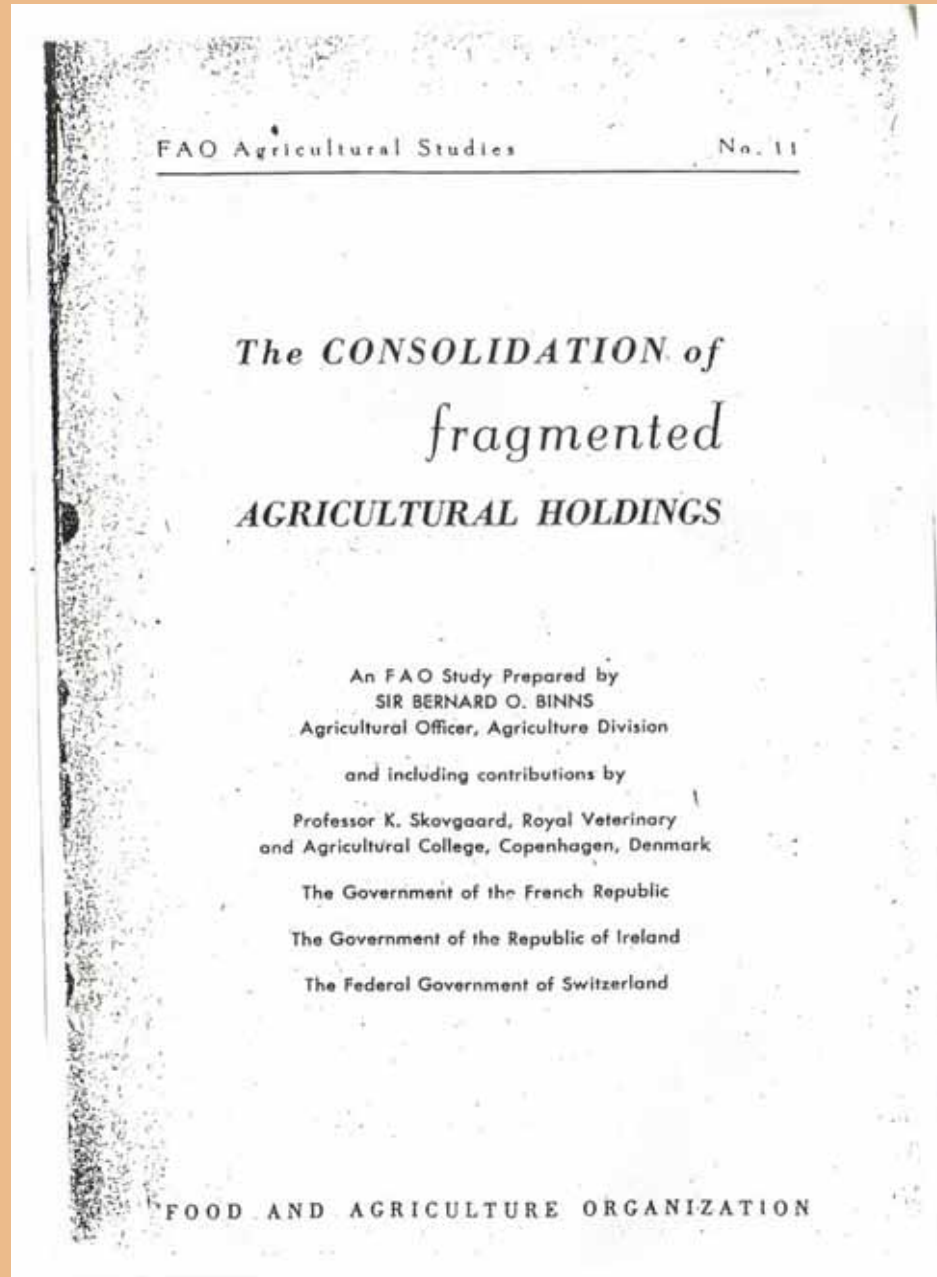 FAO Agricultural Studies No. 11
The CONSOLIDATION of
fragmented
AGRICULTURAL HOLDINGS
An FAO Study Prepared by
SIR BERNARD O. BINNS
Agricultural Officer, Agriculture Division
and including contributions by
Professor K. Skovgaard, Royal Veterinary
and Agricultural College, Copenhagen, Denmark
The Government of the French Republic
The Government of the Republic of Ireland
The Federal Government of Switzerland
FOOD AND AGRICULTURE ORGANIZATION